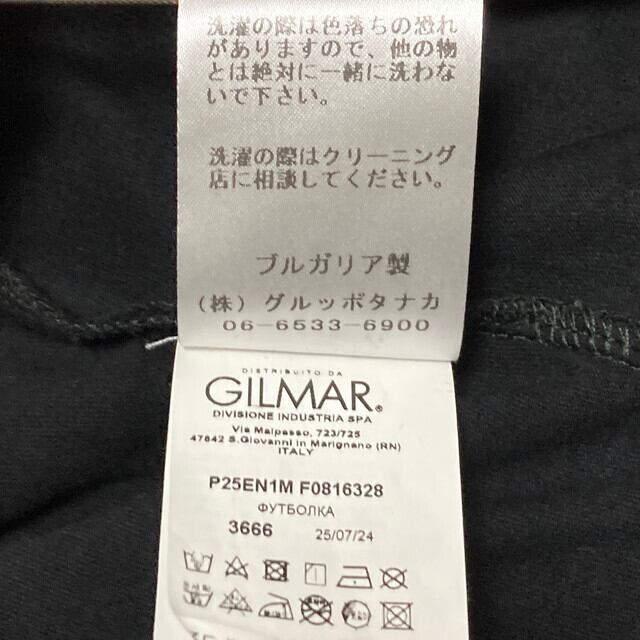 洗濯の際は色落ちの恐れ
がありますので、他の物
とは絶対に一緒に洗わな
いで下さい。
洗濯の際はクリーニング
店に相談してください。
ブルガリア製
（株）グルッポタナカ
06-6533-6900
DISTRIBUITO DA
GILMAR®
DIVISIONE INDUSTRIA SPA
Via Malpasso, 723/725
47842 S.Giovanni in Marignano (RN)
ITALY
P25EN1M F0816328
ФУТБОЛКА
3666 25/07/24